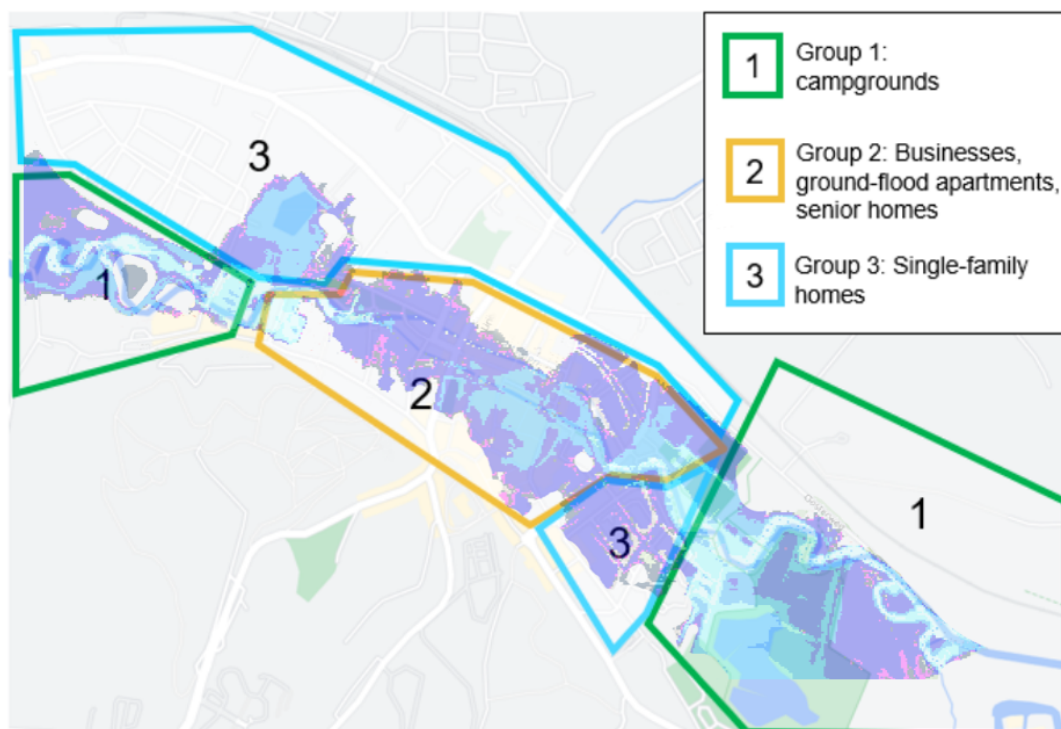 1
Group 1:
campgrounds
2
Group 2: Businesses,
ground-flood apartments,
senior homes
3
Group 3: Single-family
homes
3
1
2
1
3